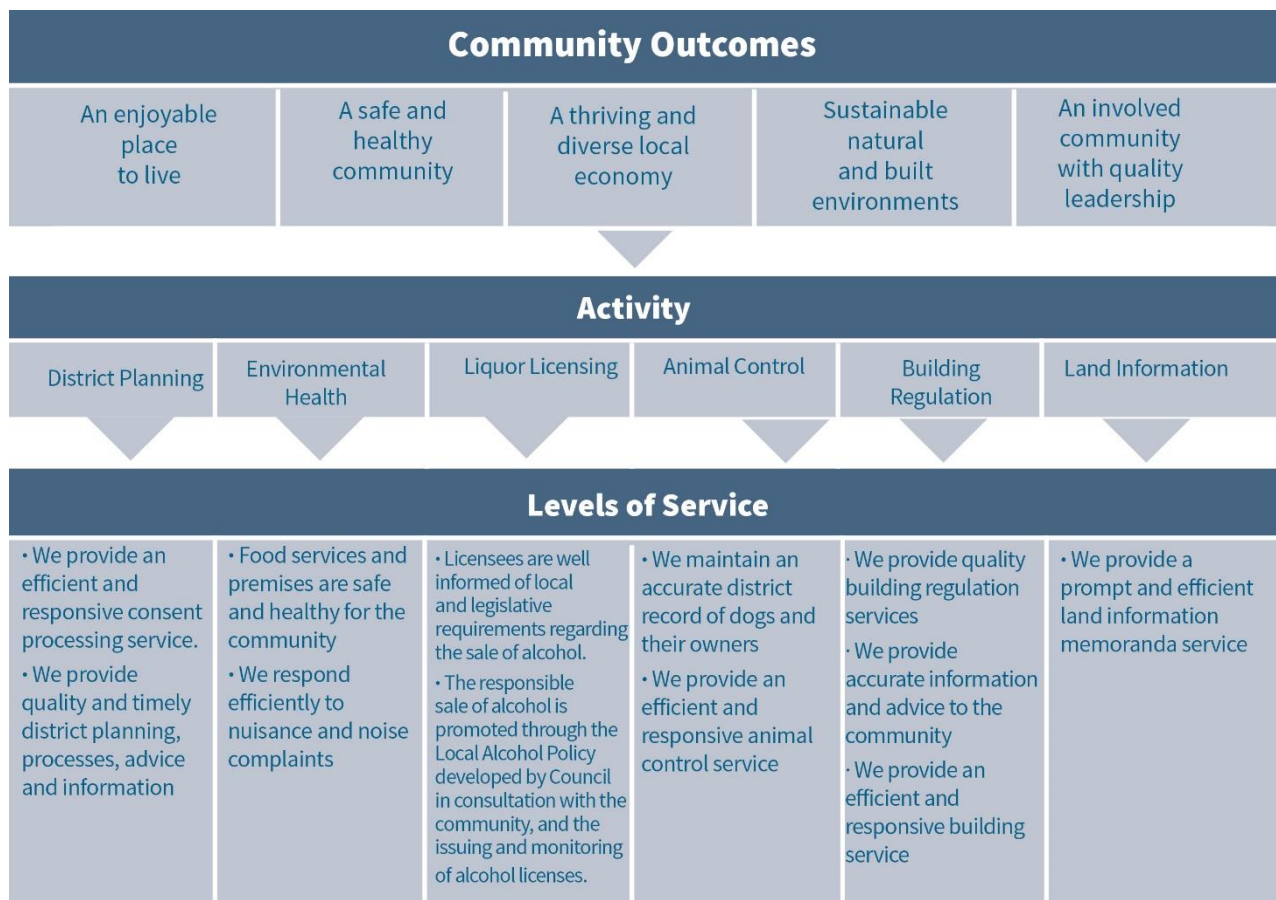 Community Outcomes
An enjoyable
place
to live
A safe and
healthy
community
A thriving and
diverse local
economy
Sustainable
natural
and built
environments
An involved
community
with quality
leadership
Activity
District Planning
Environmental
Health
Liquor Licensing
Animal Control
Building
Regulation
Land Information
Levels of Service
· We provide an
efficient and
responsive consent
processing service.
· We provide
quality and timely
district planning,
processes, advice
and information
· Food services and
premises are safe
and healthy for the
community
· We respond
efficiently to
nuisance and noise
complaints
· Licensees are well
informed of local
and legislative
requirements regarding
the sale of alcohol.
· The responsible
sale of alcohol is
promoted through the
Local Alcohol Policy
developed by Council
in consultation with the
community, and the
issuing and monitoring
of alcohol licenses.
· We maintain an
accurate district
record of dogs and
their owners
· We provide an
efficient and
responsive animal
control service
· We provide quality
building regulation
services
· We provide
accurate information
and advice to the
community
· We provide an
efficient and
responsive building
service
· We provide a
prompt and efficient
land information
memoranda service